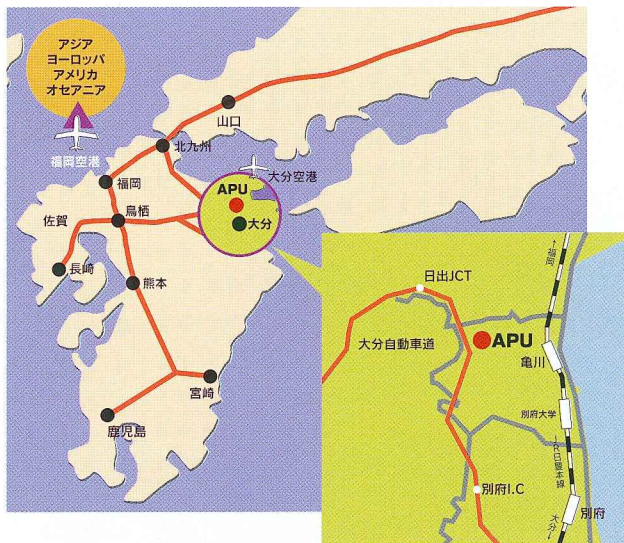 アジア
ヨーロッパ
アメリカ
オセアニア
福岡空港
山口
北九州
大分空港
福岡
APU
佐賀
鳥栖
大分
長崎
熊本
宮崎
鹿児島
←福岡
日出JCT
大分自動車道
APU
亀川
別府大学
JR日豊本線
別府I.C
別府
大分→